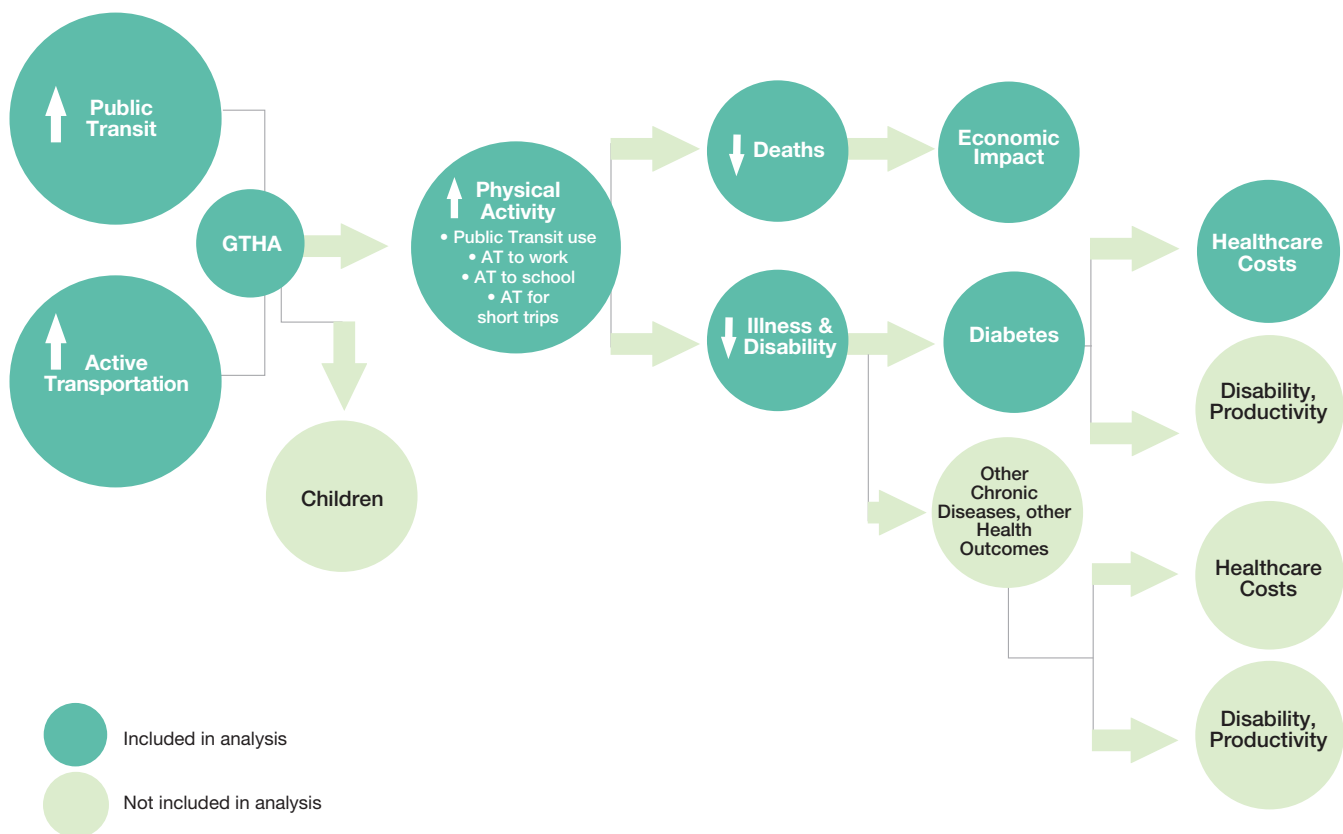 Public
Transit
GTHA
Active
Transportation
Children
Physical
Activity
• Public Transit use
• AT to work
• AT to school
• AT for
short trips
Deaths
Economic
Impact
Illness &
Disability
Diabetes
Healthcare
Costs
Disability,
Productivity
Other
Chronic
Diseases, other
Health
Outcomes
Healthcare
Costs
Disability,
Productivity
Included in analysis
Not included in analysis